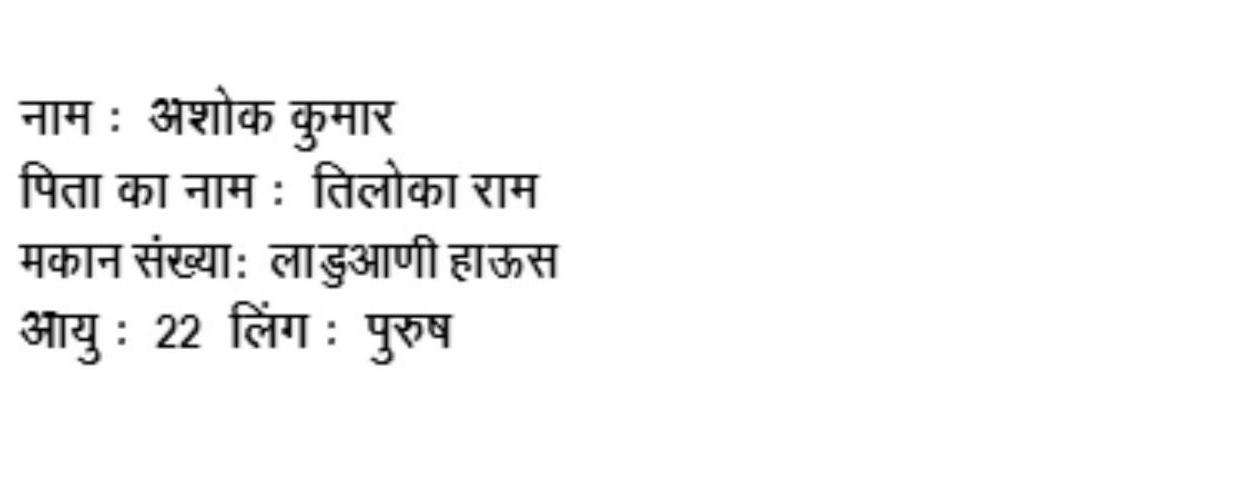 नाम : अशोक कुमार
पिता का नाम : तिलोका राम
मकान संख्या: लाडुआणी हाऊस
आयु : 22 लिंग : पुरुष